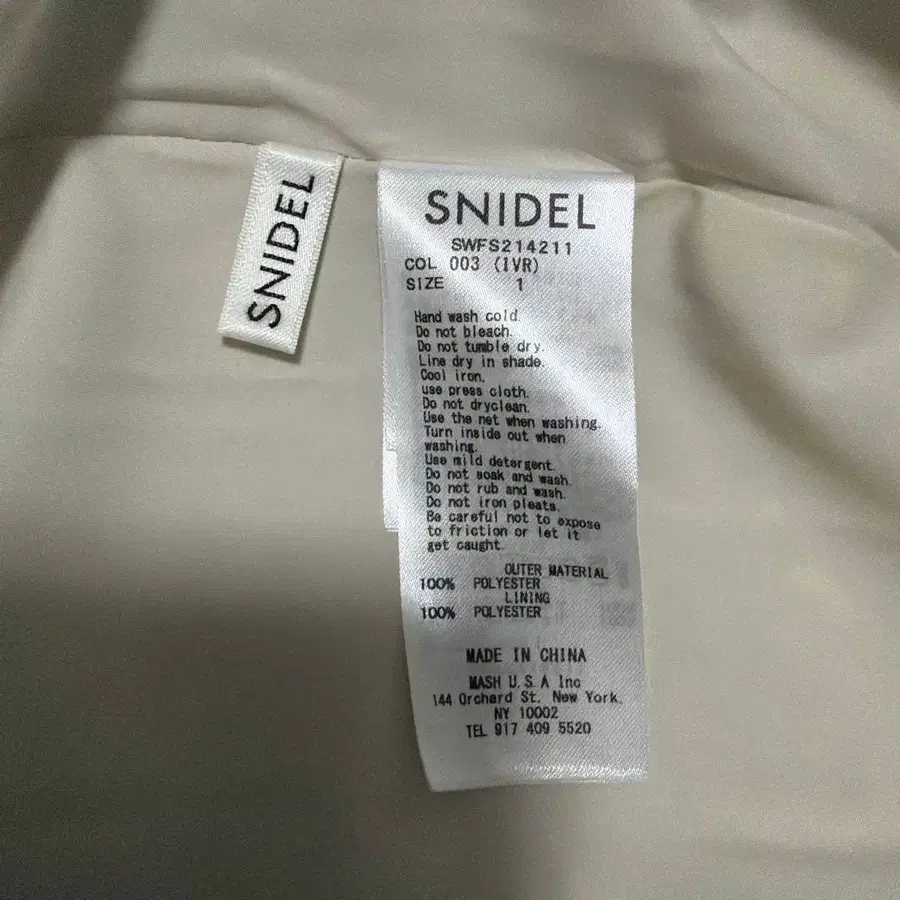 SNIDEL
SNIDEL
SWFS214211
COL 003 (IVR)
SIZE 1
Hand wash cold.
Do not bleach.
Do not tumble dry.
Line dry in shade.
Cool iron,
use press cloth.
Do not dryclean.
Use the net when washing.
Turn inside out when
washing.
Use mild detergent.
Do not soak and wash.
Do not rub and wash.
Do not iron pleats.
Be careful not to expose
to friction or let it
get caught.
OUTER MATERIAL
100% POLYESTER
LINING
100% POLYESTER
MADE IN CHINA
MASH U.S.A Inc
144 Orchard St. New York.
NY 10002
TEL 917 409 5520